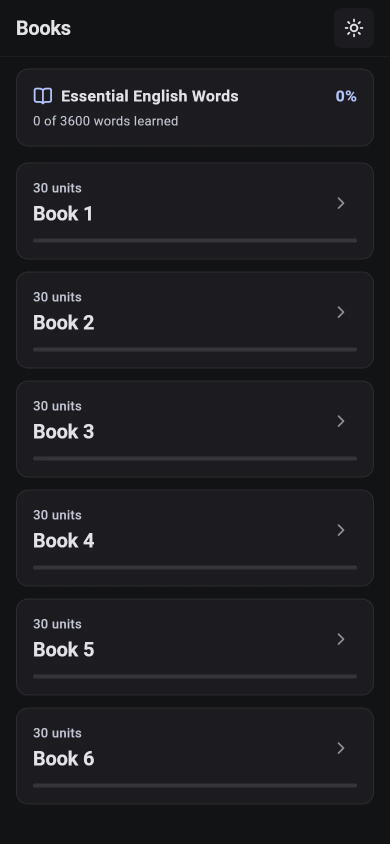 Books
Essential English Words
0%
0 of 3600 words learned
30 units
Book 1
30 units
Book 2
30 units
Book 3
30 units
Book 4
30 units
Book 5
30 units
Book 6